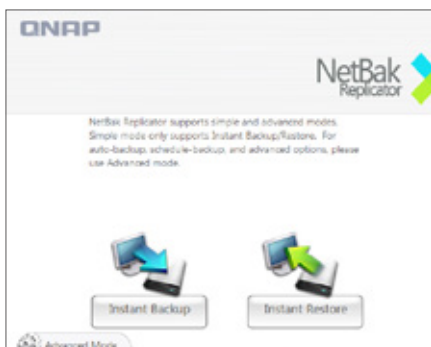 QNAP
NetBak
Replicator
NetBak Replicator supports simple and advanced modes.
Simple mode only supports Instant Backup/Restore. For
auto-backup, schedule-backup, and advanced options, please
use Advanced mode.
Instant Backup
Instant Restore
Advanced Mode